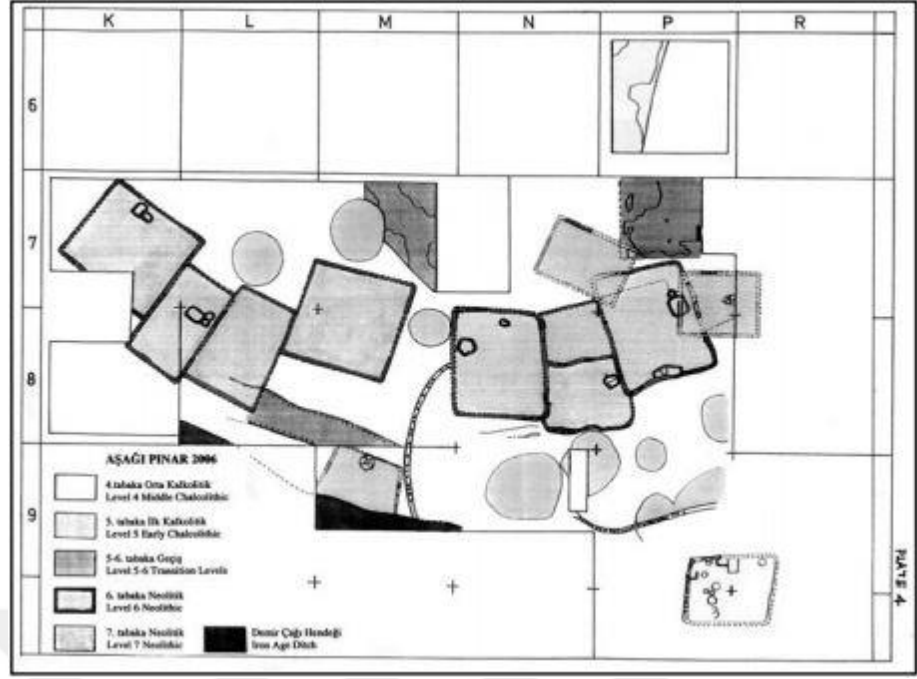 K L M N P R
6
7
8
9
AŞAĞI PINAR 2006
4.tabaka Orta Kalkolitik
Level 4 Middle Chalcolithic
5. tabaka İlk Kalkolitik
Level 5 Early Chalcolithic
5-6. tabaka Geçiş
Level 5-6 Transition Levels
6. tabaka Neolitik
Level 6 Neolithic
7. tabaka Neolitik
Level 7 Neolithic
Demir Çağı Hendeği
Iron Age Ditch
PLATE 4